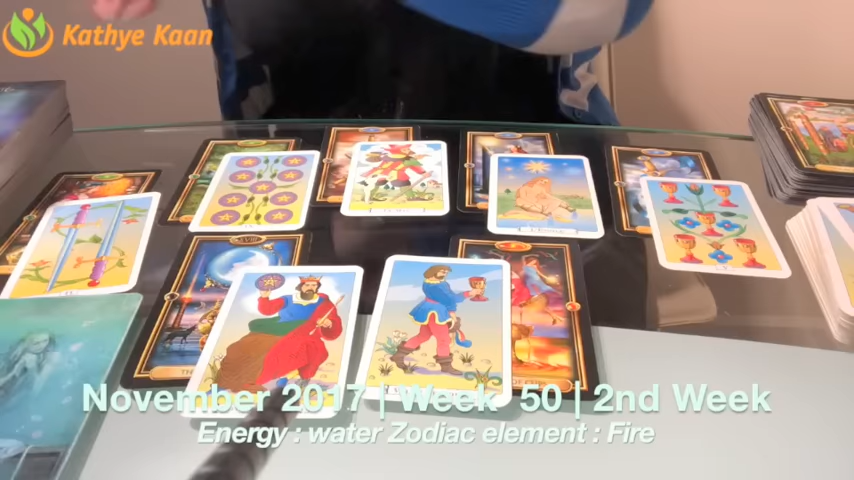 Kathye Kaan
November 2017 | Week 50 | 2nd Week
Energy : water Zodiac element : Fire